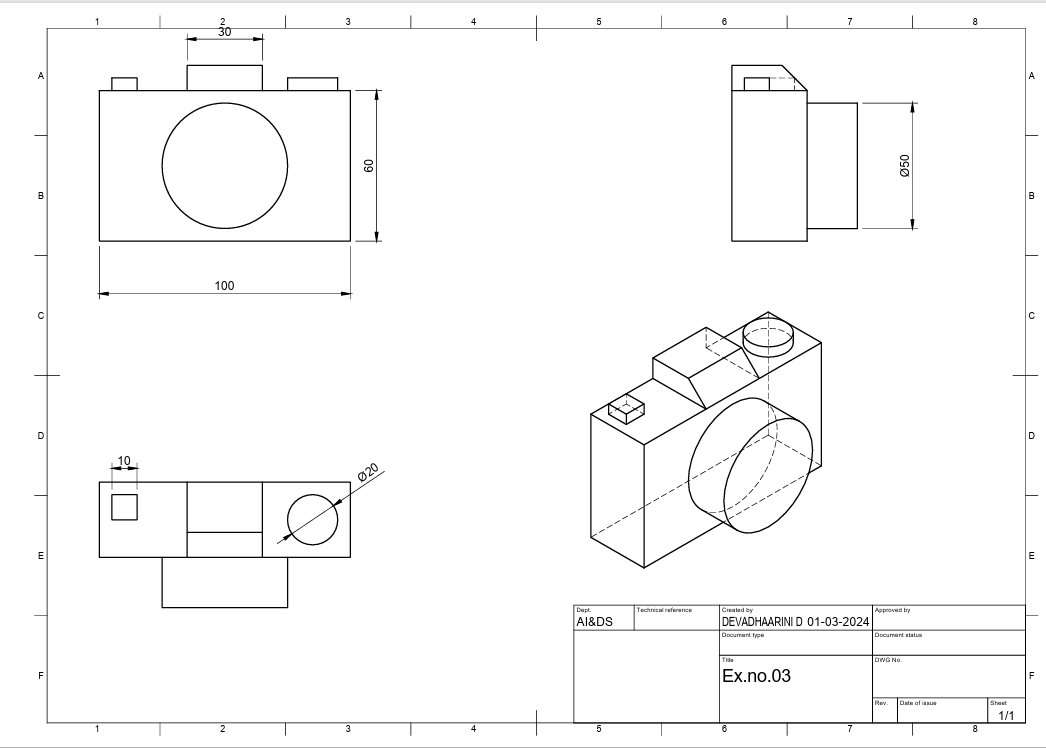 1 2 3 5 6 7 8
30
A A
60
Ø50
B B
100
C C
D D
10
Ø20
E E
Dept. Technical reference Created by Approved by
AI&DS DEVADHAARINI D 01-03-2024
Document type Document status
Title DWG No.
Ex.no.03
F F
Rev. Date of issue Sheet
1/1
1 2 3 4 5 6 7 8